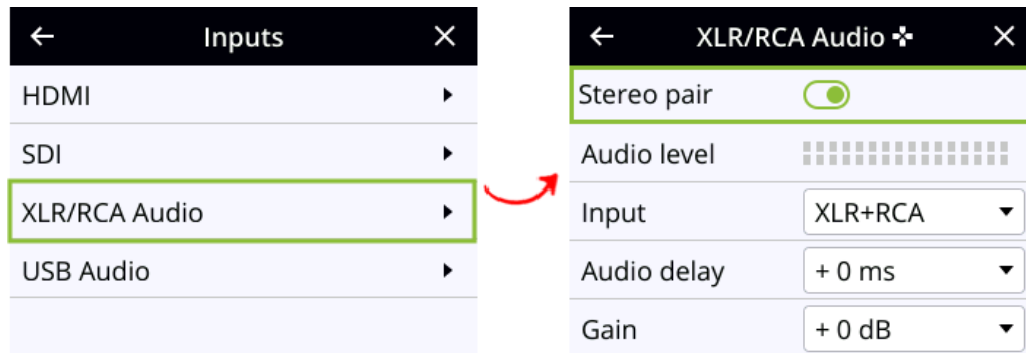 Inputs
HDMI
SDI
XLR/RCA Audio
USB Audio
XLR/RCA Audio
Stereo pair
Audio level
Input XLR+RCA
Audio delay + 0 ms
Gain + 0 dB